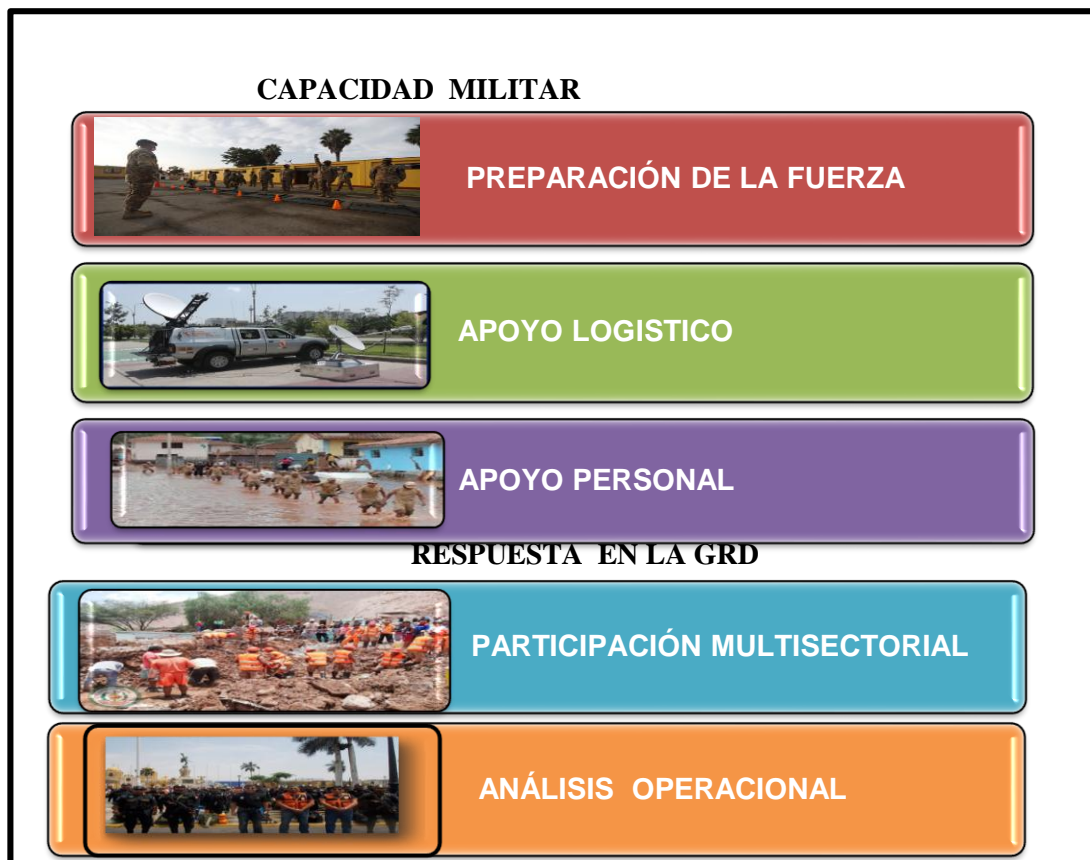 CAPACIDAD MILITAR
PREPARACIÓN DE LA FUERZA
APOYO LOGISTICO
APOYO PERSONAL
RESPUESTA EN LA GRD
PARTICIPACIÓN MULTISECTORIAL
ANÁLISIS OPERACIONAL